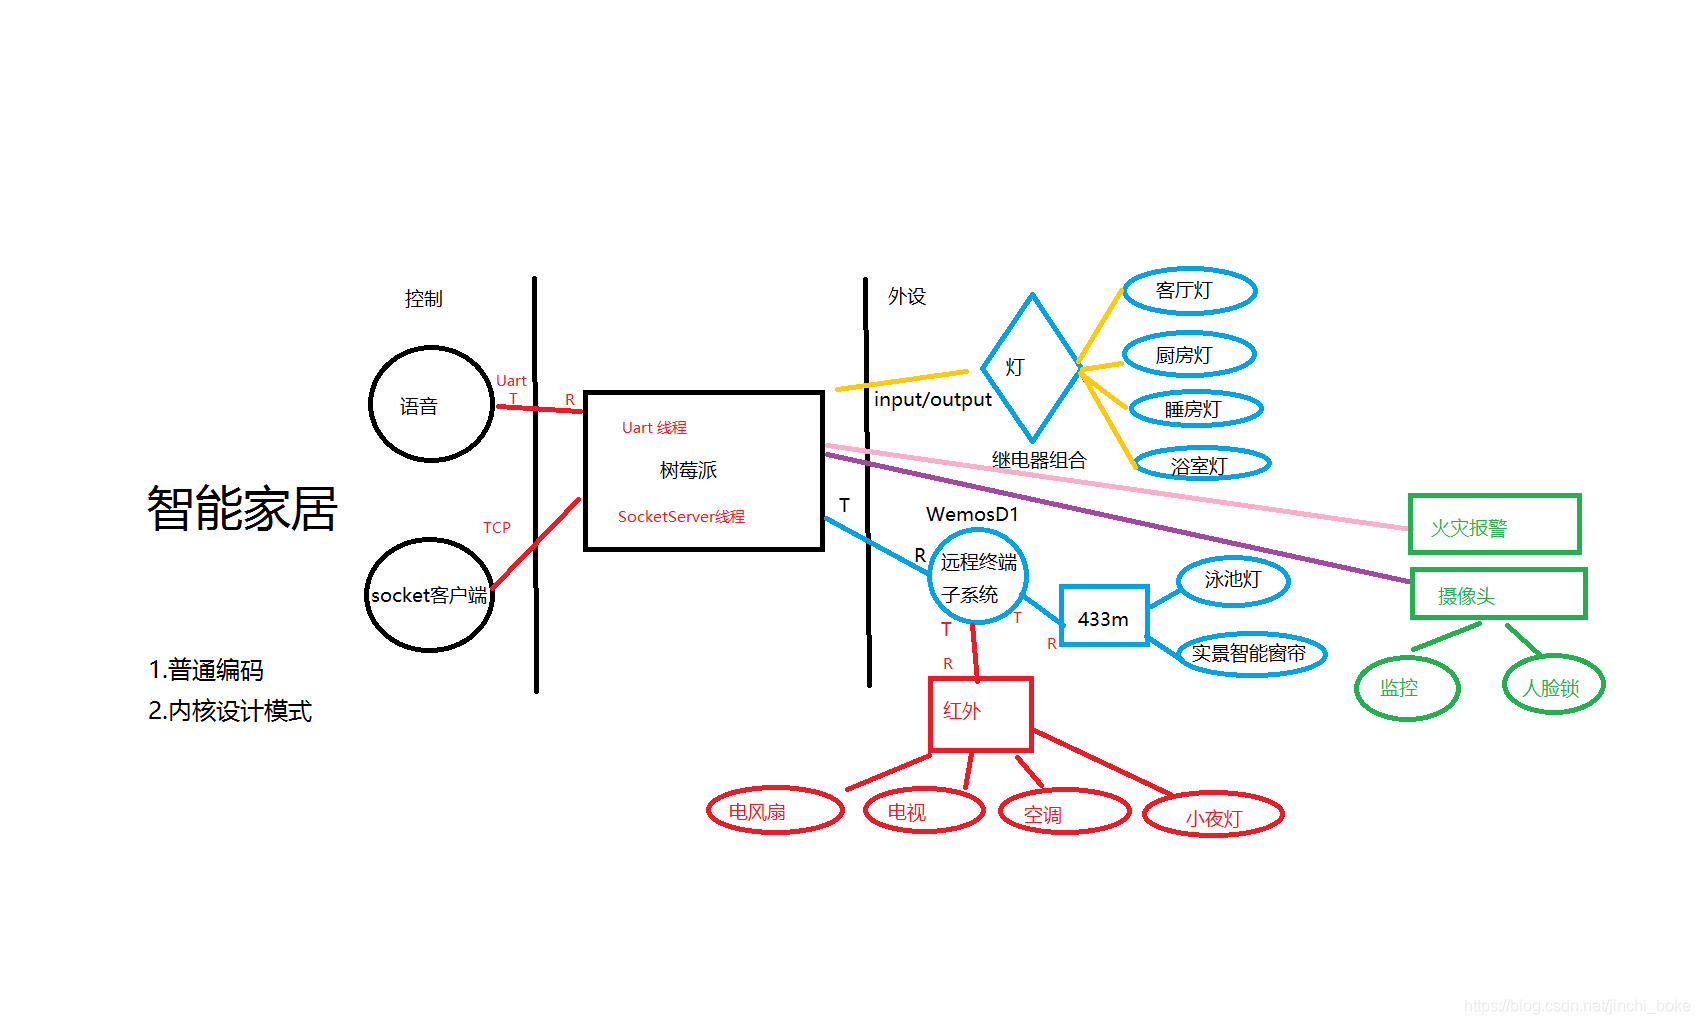 智能家居
1.普通编码
2.内核设计模式
控制
语音
Uart
T
R
TCP
socket客户端
Uart 线程
树莓派
SocketServer线程
外设
input/output
灯
继电器组合
客厅灯
厨房灯
睡房灯
浴室灯
T
R
WemosD1
远程终端
子系统
T
R
433m
泳池灯
实景智能窗帘
T
R
红外
电风扇
电视
空调
小夜灯
火灾报警
摄像头
监控
人脸锁
https://blog.csdn.net/jinchi_boke